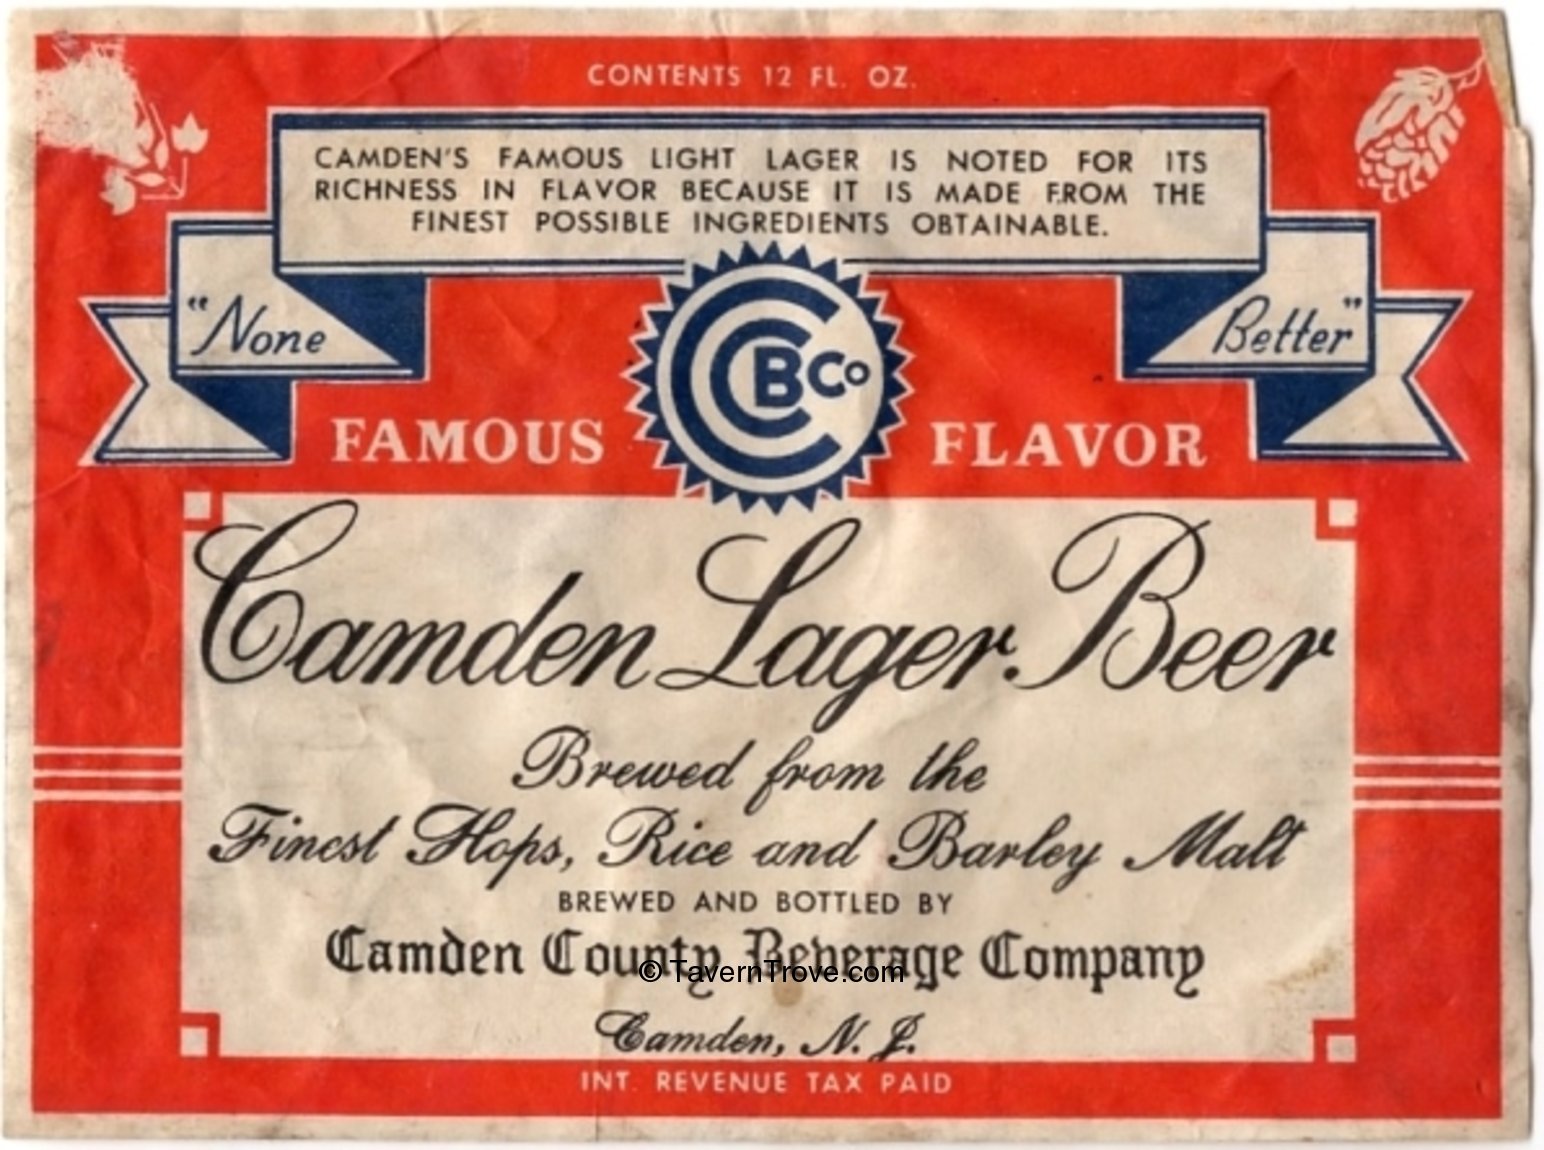 CONTENTS 12 FL. OZ.
CAMDEN'S FAMOUS LIGHT LAGER IS NOTED FOR ITS
RICHNESS IN FLAVOR BECAUSE IT IS MADE FROM THE
FINEST POSSIBLE INGREDIENTS OBTAINABLE.
"None
Better"
CCBCo
FAMOUS FLAVOR
Camden Lager Beer
Brewed from the
Finest Hops, Rice and Barley Malt
BREWED AND BOTTLED BY
Camden County Beverage Company
© TavernTrove.com
Camden, N. J.
INT. REVENUE TAX PAID